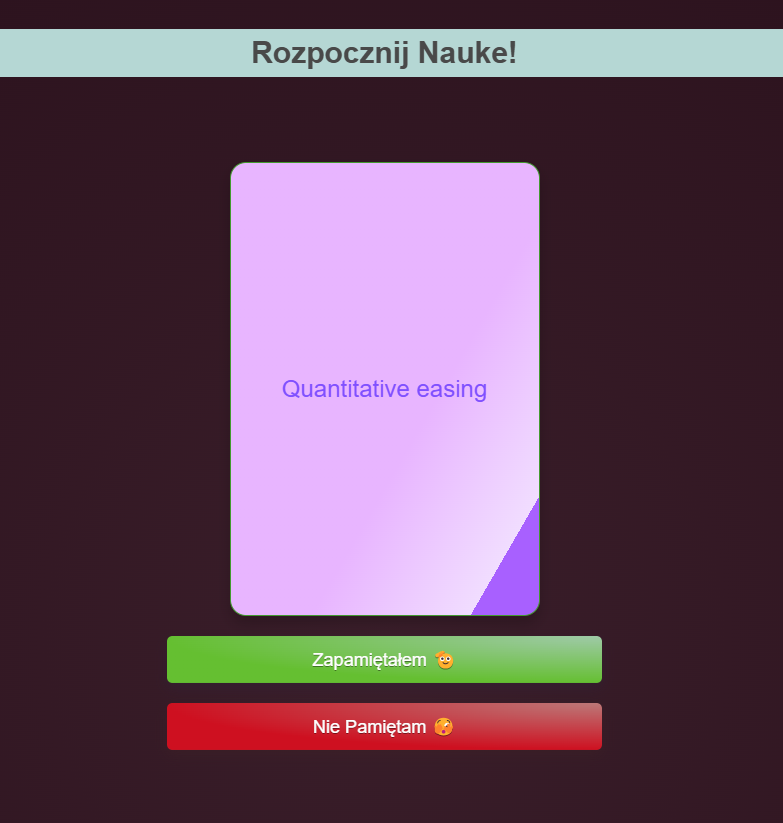 Rozpocznij Nauke!
Quantitative easing
Zapamiętałem
Nie Pamiętam